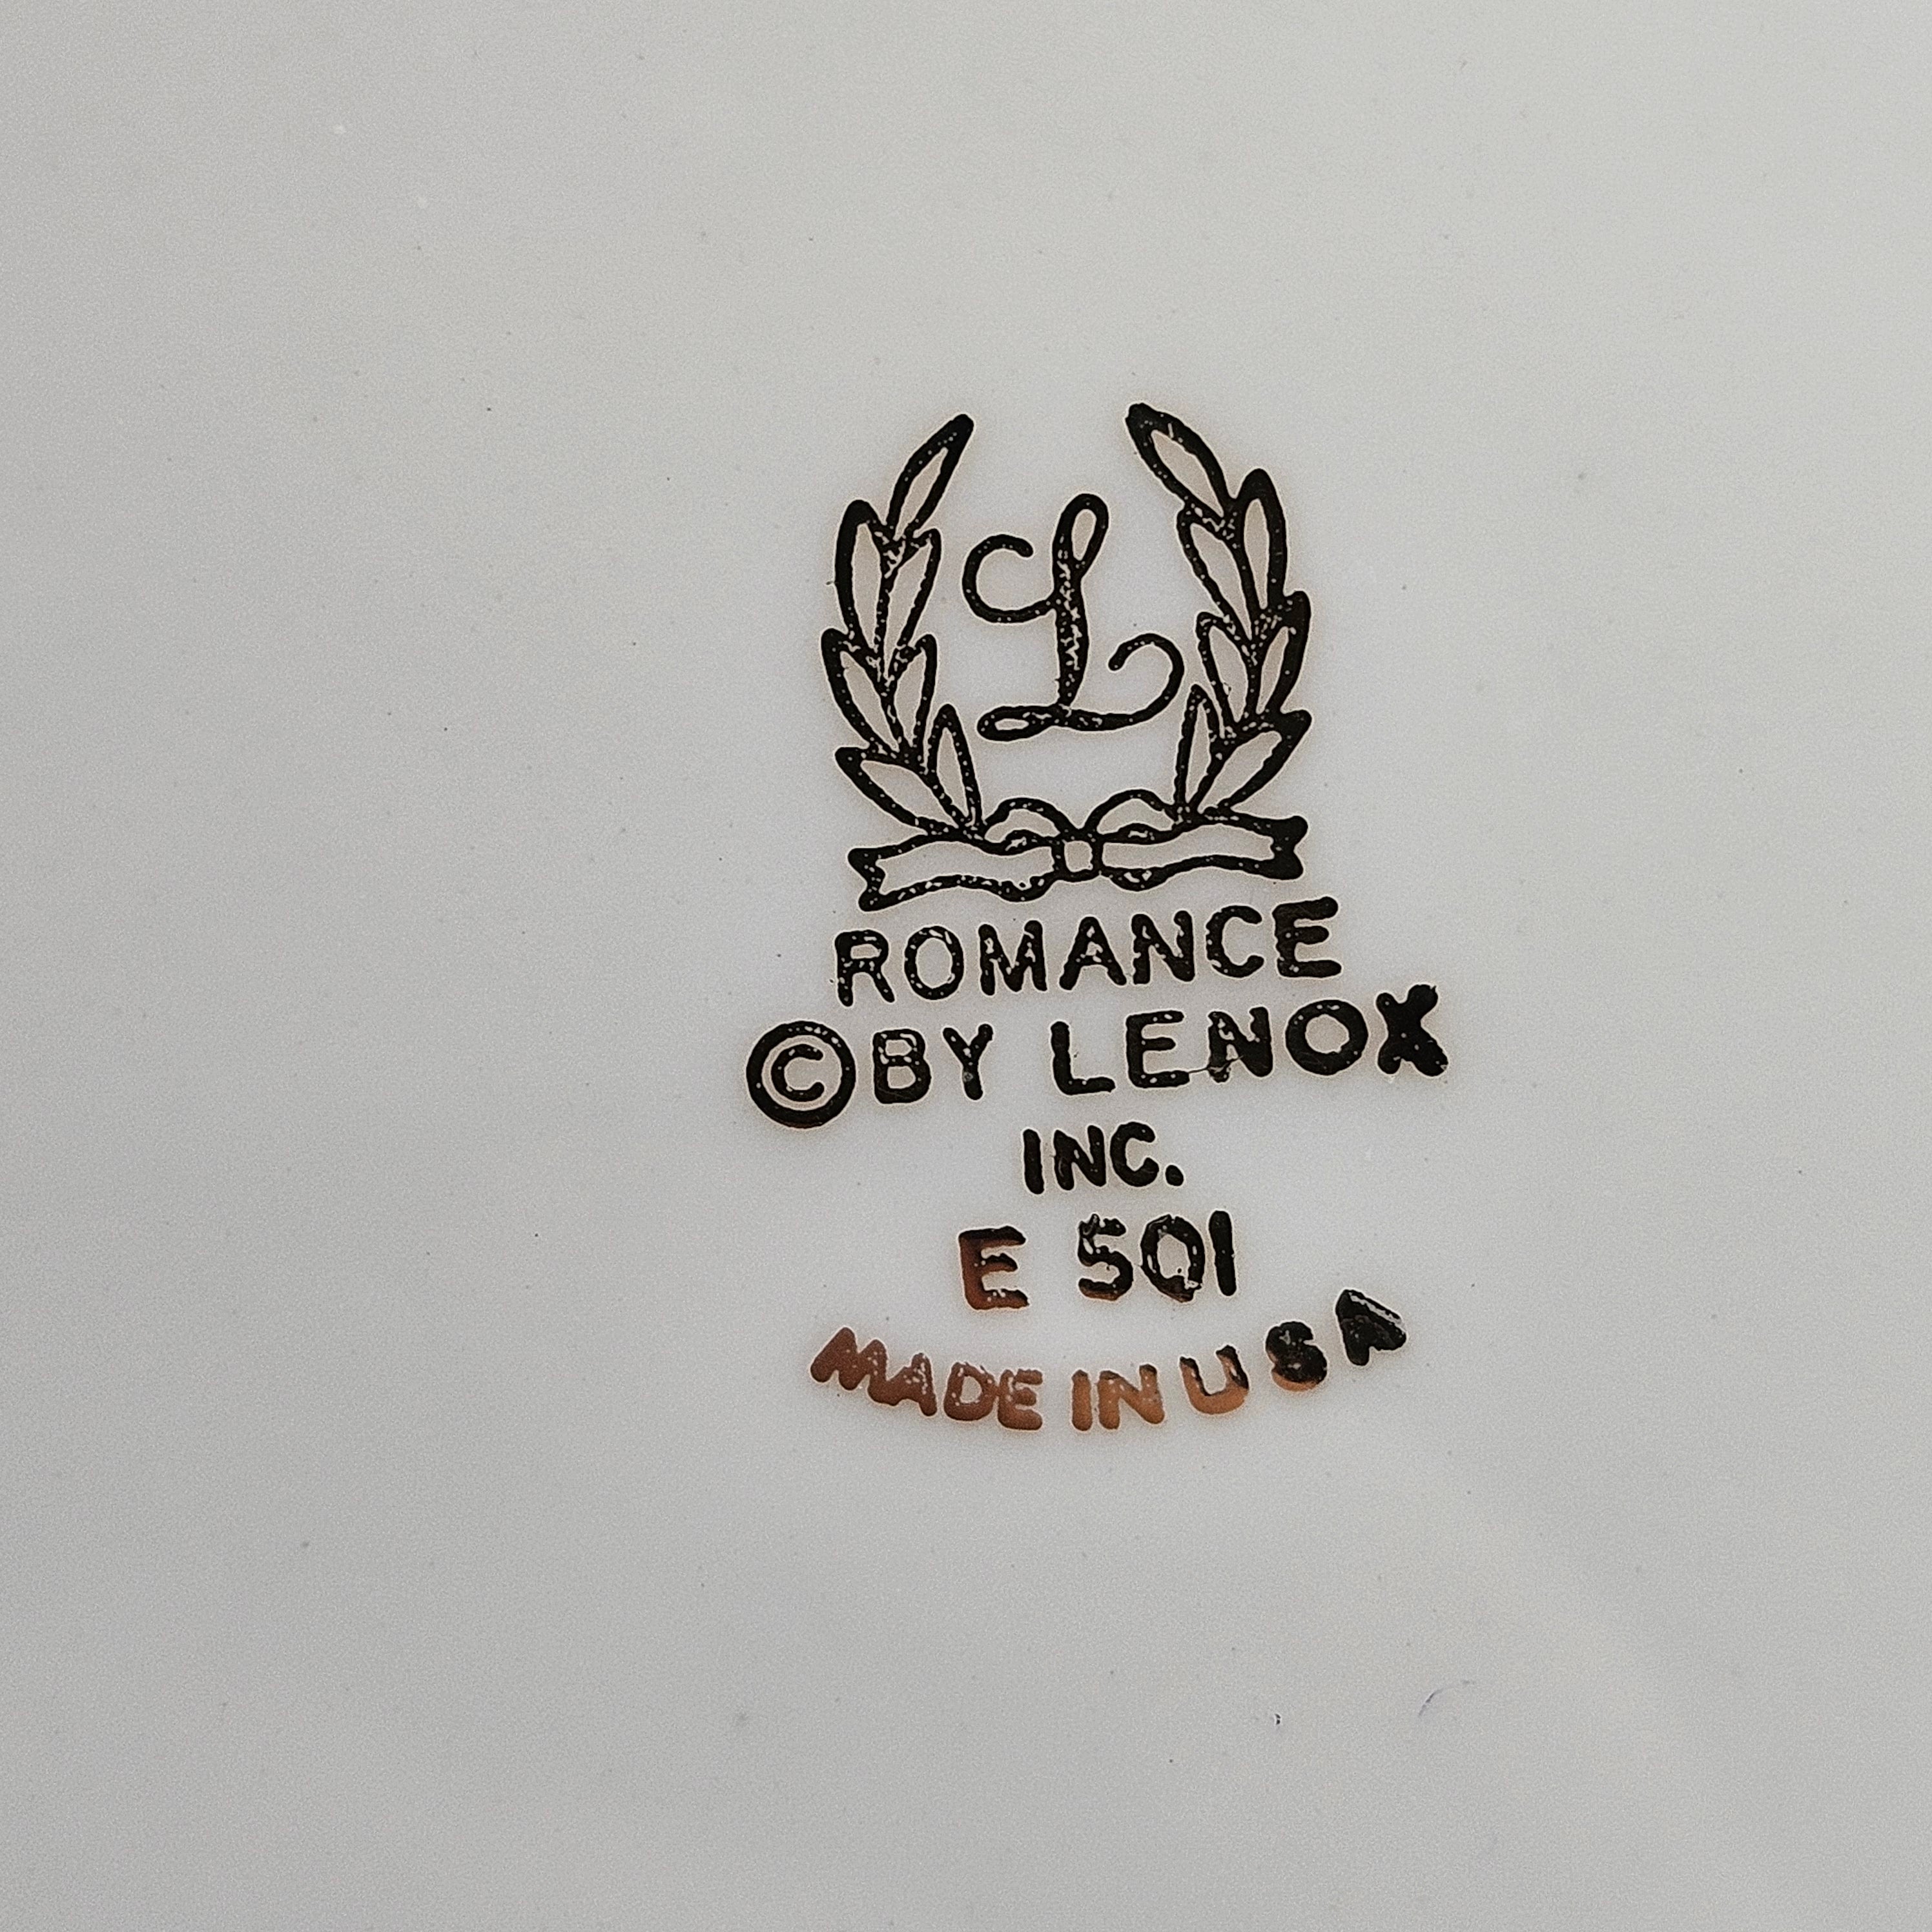 L
ROMANCE
©BY LENOX
INC.
E 501
MADE IN USA